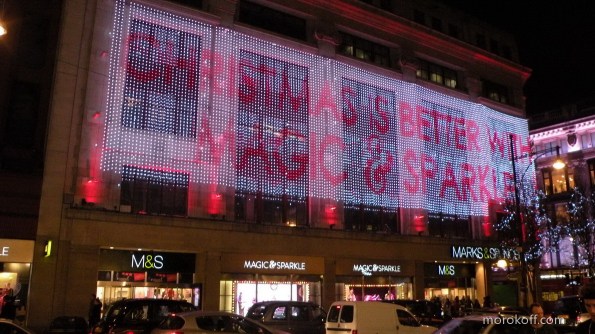 CHRISTMAS IS BETTER WITH
MAGIC & SPARKLE
MARKS & SPENCER
M&S
MAGIC & SPARKLE
MAGIC & SPARKLE
M&S
morokoff.com